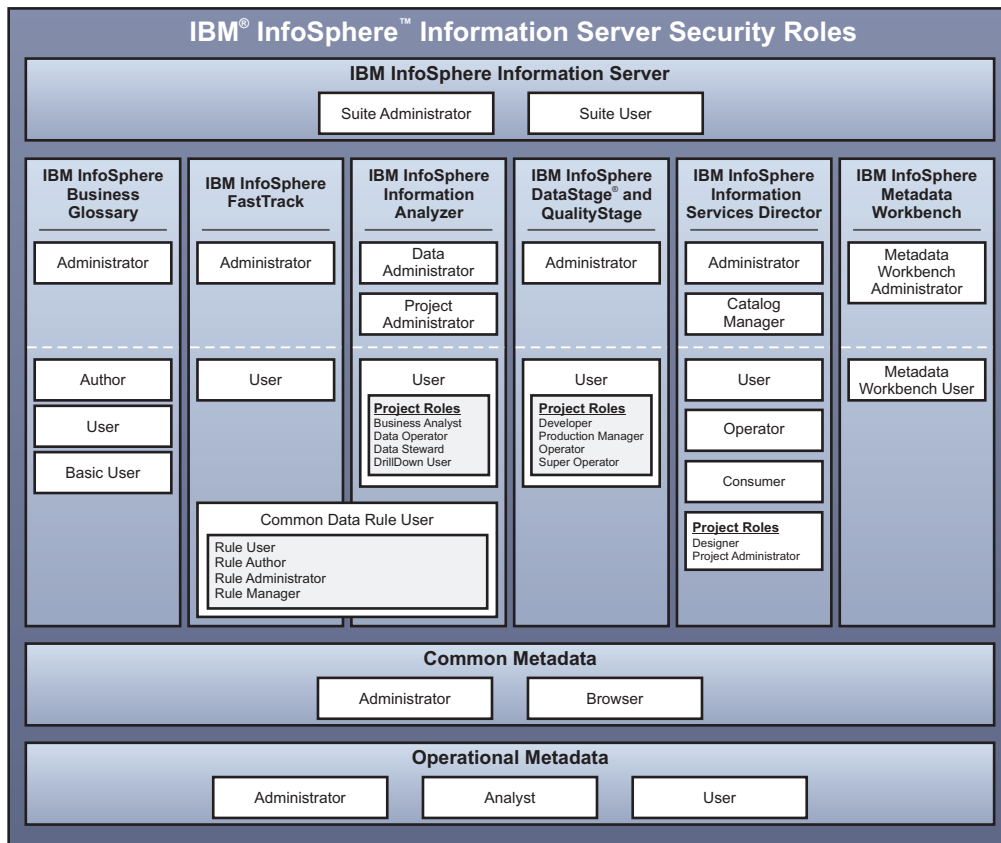 IBM® InfoSphere™ Information Server Security Roles
IBM InfoSphere Information Server
Suite Administrator
Suite User
IBM InfoSphere
Business
Glossary
Administrator
Author
User
Basic User
IBM InfoSphere
FastTrack
Administrator
User
IBM InfoSphere
Information
Analyzer
Data
Administrator
Project
Administrator
User
Project Roles
Business Analyst
Data Operator
Data Steward
DrillDown User
Common Data Rule User
Rule User
Rule Author
Rule Administrator
Rule Manager
IBM InfoSphere
DataStage® and
QualityStage
Administrator
User
Project Roles
Developer
Production Manager
Operator
Super Operator
IBM InfoSphere
Information
Services Director
Administrator
Catalog
Manager
User
Operator
Consumer
Project Roles
Designer
Project Administrator
IBM InfoSphere
Metadata
Workbench
Metadata
Workbench
Administrator
Metadata
Workbench User
Common Metadata
Administrator
Browser
Operational Metadata
Administrator
Analyst
User